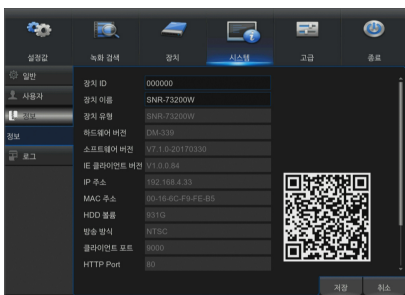 설정값 녹화 검색 장치 시스템 고급 종료
일반
사용자
정보
정보
로그
장치 ID 000000
장치 이름 SNR-73200W
장치 유형 SNR-73200W
하드웨어 버전 DM-339
소프트웨어 버전 V7.1.0-20170330
IE 클라이언트 버전 V1.0.0.84
IP 주소 192.168.4.33
MAC 주소 00-16-6C-F9-FE-B5
HDD 볼륨 931G
방송 방식 NTSC
클라이언트 포트 9000
HTTP Port 80
저장 취소